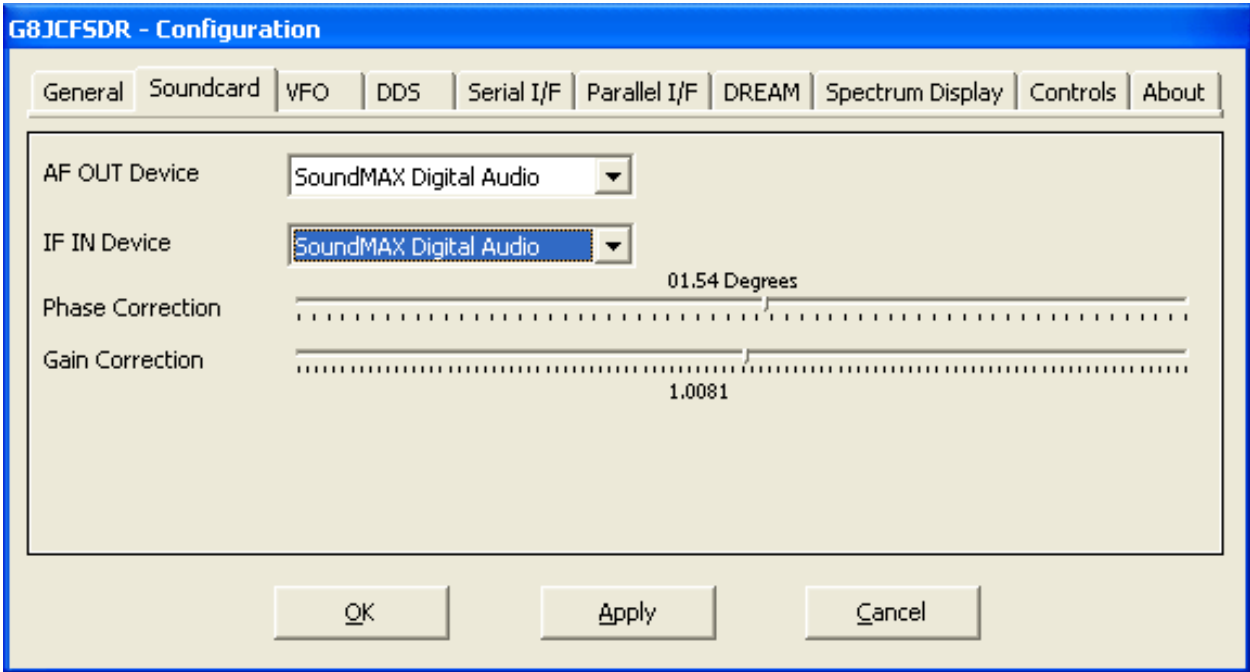 G8JCFSDR - Configuration
General Soundcard VFO DDS Serial I/F Parallel I/F DREAM Spectrum Display Controls About
AF OUT Device SoundMAX Digital Audio
IF IN Device SoundMAX Digital Audio
01.54 Degrees
Phase Correction
Gain Correction
1.0081
OK Apply Cancel